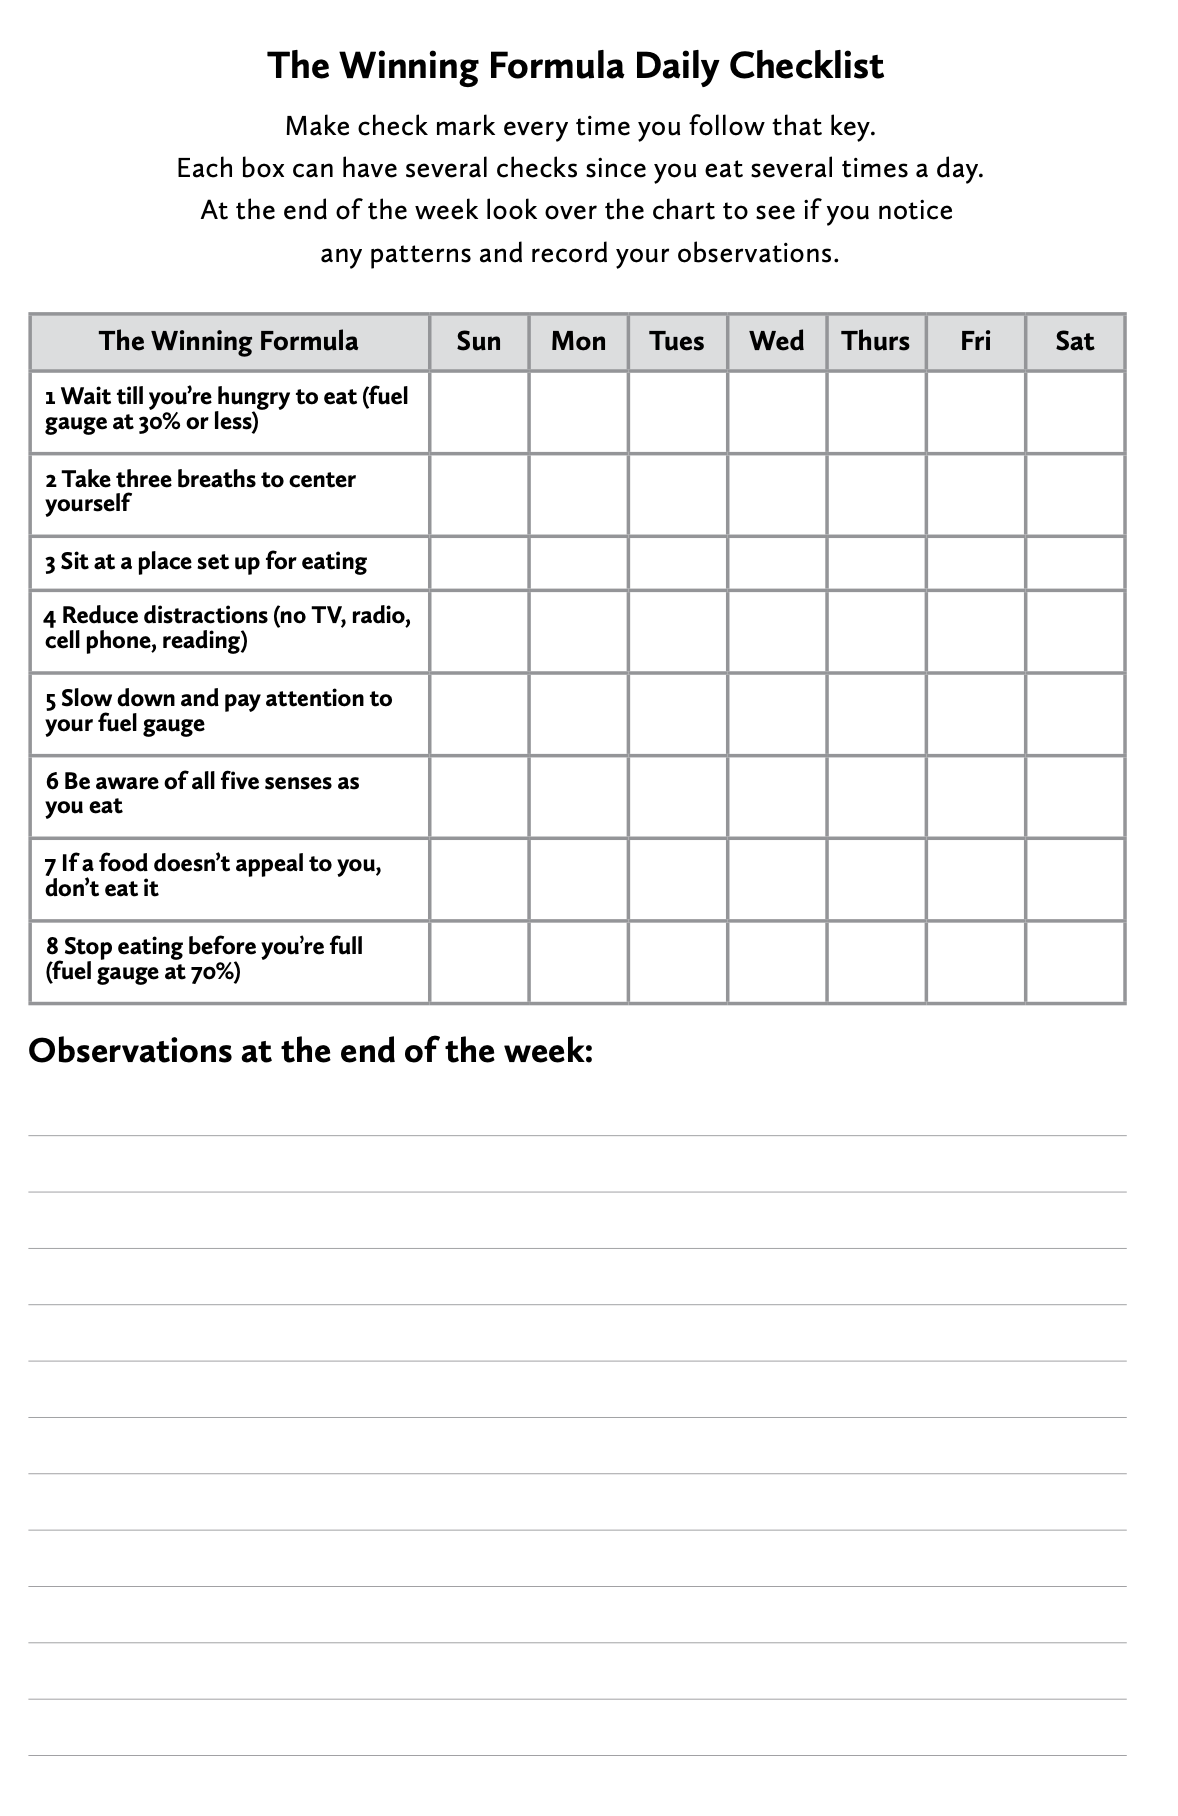 The Winning Formula Daily Checklist
Make check mark every time you follow that key.
Each box can have several checks since you eat several times a day.
At the end of the week look over the chart to see if you notice
any patterns and record your observations.
The Winning Formula Sun Mon Tues Wed Thurs Fri Sat
1 Wait till you’re hungry to eat (fuel
gauge at 30% or less)
2 Take three breaths to center
yourself
3 Sit at a place set up for eating
4 Reduce distractions (no TV, radio,
cell phone, reading)
5 Slow down and pay attention to
your fuel gauge
6 Be aware of all five senses as
you eat
7 If a food doesn’t appeal to you,
don’t eat it
8 Stop eating before you’re full
(fuel gauge at 70%)
Observations at the end of the week: